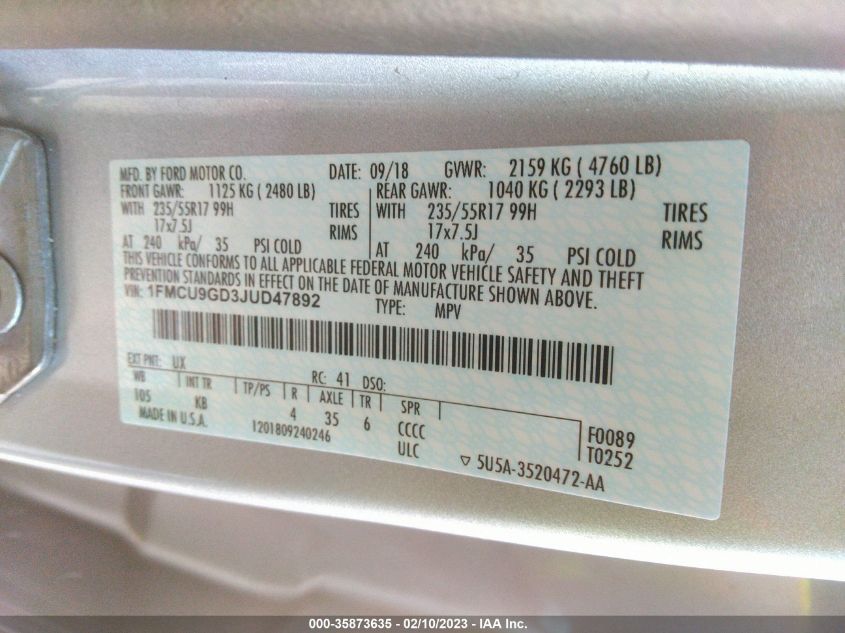 MFD. BY FORD MOTOR CO. DATE: 09/18 GVWR: 2159 KG ( 4760 LB)
FRONT GAWR: 1125 KG ( 2480 LB) REAR GAWR: 1040 KG ( 2293 LB)
WITH 235/55R17 99H TIRES WITH 235/55R17 99H TIRES
17x7.5J RIMS 17x7.5J RIMS
AT 240 kPa/ 35 PSI COLD AT 240 kPa/ 35 PSI COLD
THIS VEHICLE CONFORMS TO ALL APPLICABLE FEDERAL MOTOR VEHICLE SAFETY AND THEFT
PREVENTION STANDARDS IN EFFECT ON THE DATE OF MANUFACTURE SHOWN ABOVE.
VIN: 1FMCU9GD3JUD47892 TYPE: MPV
EXT PNT: UX RC: 41 DSO:
WB INT TR TP/PS R AXLE TR SPR
105 KB 4 35 6 CCCC F0089
MADE IN U.S.A. 1201809240246 ULC T0252
▽ 5U5A-3520472-AA
000-35873635 - 02/10/2023 - IAA Inc.